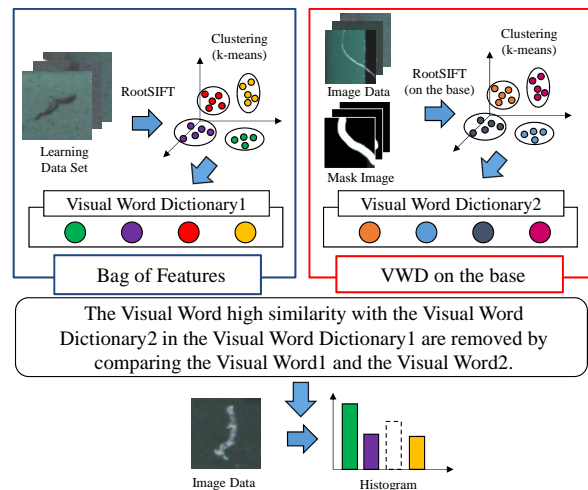 Clustering
(k-means)
RootSIFT
Learning
Data Set
Visual Word Dictionary1
Bag of Features
Clustering
(k-means)
Image Data
RootSIFT
(on the base)
Mask Image
Visual Word Dictionary2
VWD on the base
The Visual Word high similarity with the Visual Word
Dictionary2 in the Visual Word Dictionary1 are removed by
comparing the Visual Word1 and the Visual Word2.
Image Data
Histogram